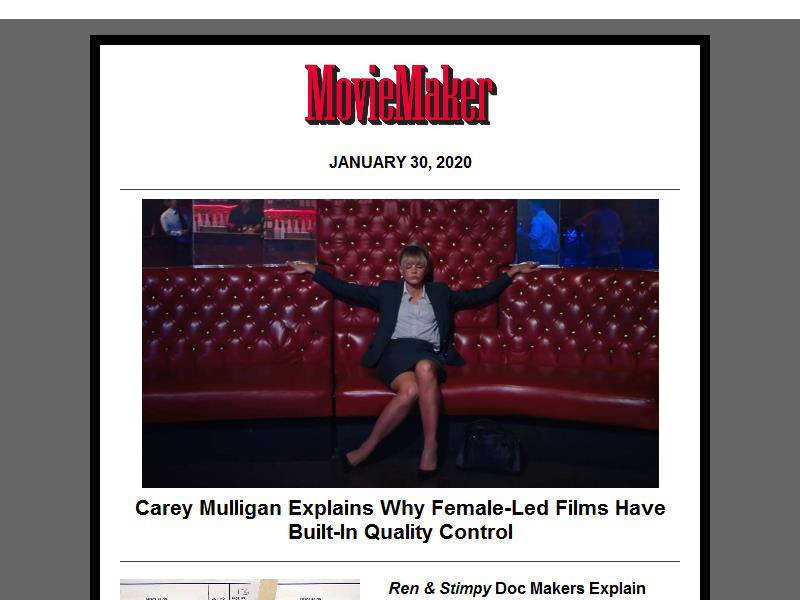 MovieMaker
JANUARY 30, 2020
Carey Mulligan Explains Why Female-Led Films Have
Built-In Quality Control
Ren & Stimpy Doc Makers Explain